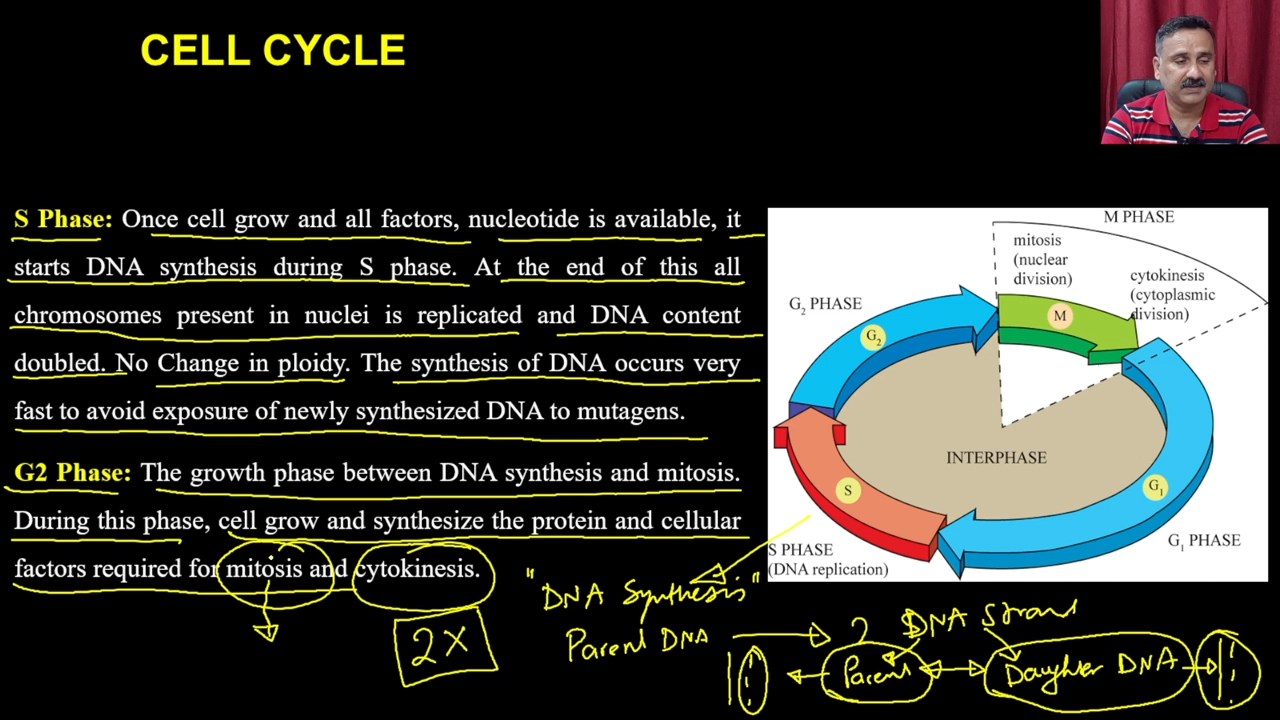 CELL CYCLE
S Phase: Once cell grow and all factors, nucleotide is available, it
starts DNA synthesis during S phase. At the end of this all
chromosomes present in nuclei is replicated and DNA content
doubled. No Change in ploidy. The synthesis of DNA occurs very
fast to avoid exposure of newly synthesized DNA to mutagens.
G2 Phase: The growth phase between DNA synthesis and mitosis.
During this phase, cell grow and synthesize the protein and cellular
factors required for mitosis and cytokinesis.
M PHASE
mitosis
(nuclear
division)
cytokinesis
(cytoplasmic
division)
G₂ PHASE
M
G₂
INTERPHASE
S
G₁
G₁ PHASE
S PHASE
(DNA replication)
"DNA Synthesis"
2X
Parent DNA
2 DNA Strand
Parent
Daughter DNA